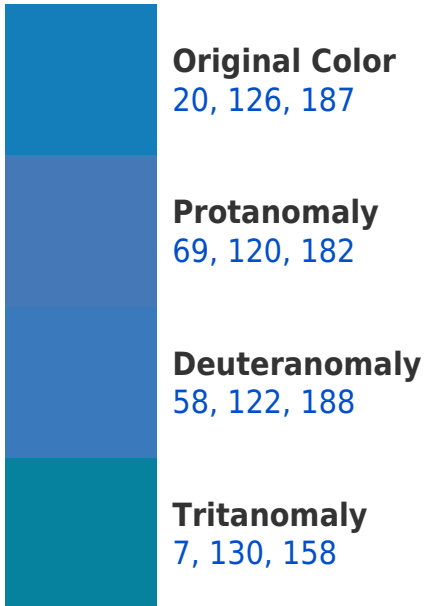 Original Color
20, 126, 187
Protanomaly
69, 120, 182
Deuteranomaly
58, 122, 188
Tritanomaly
7, 130, 158